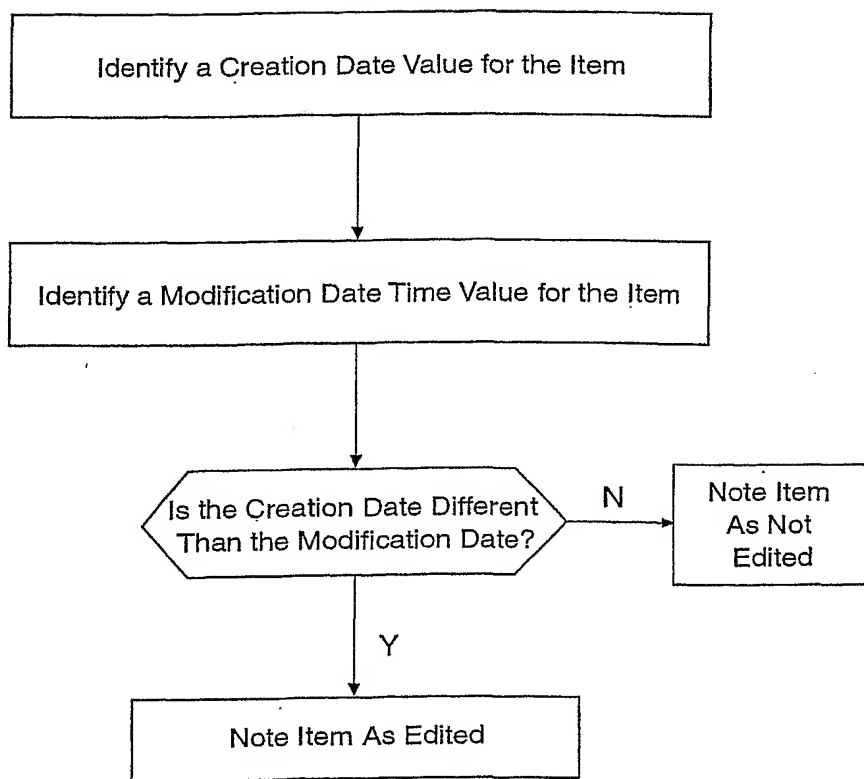 Identify a Creation Date Value for the Item
Identify a Modification Date Time Value for the Item
Is the Creation Date Different
Than the Modification Date?
N
Note Item
As Not
Edited
Y
Note Item As Edited